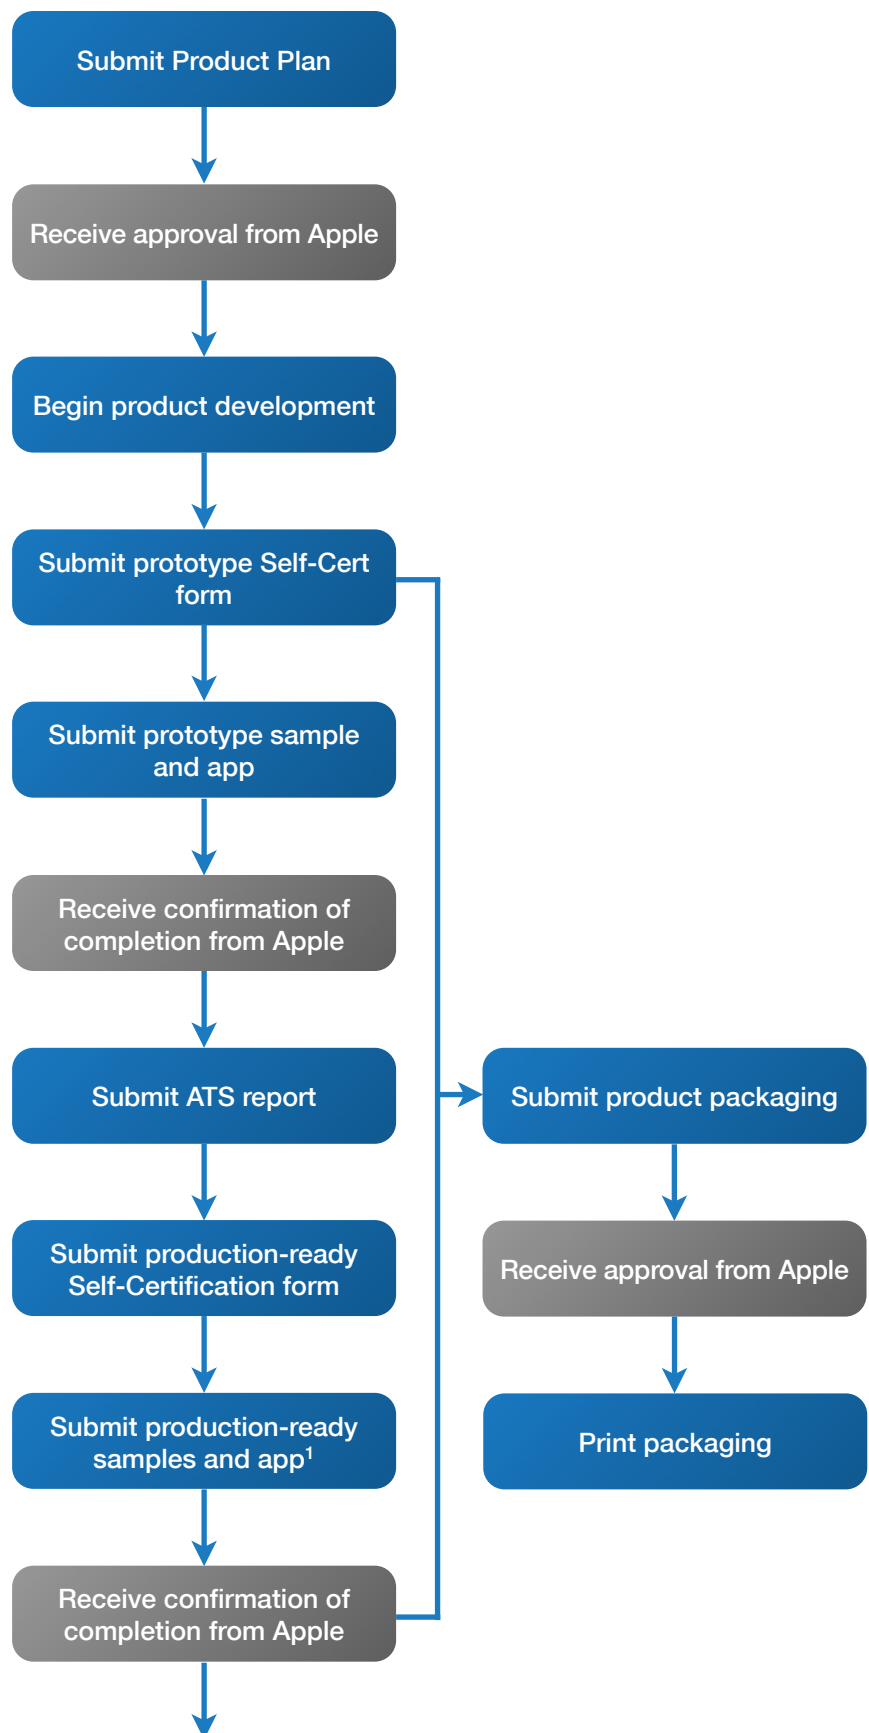 Submit Product Plan
Receive approval from Apple
Begin product development
Submit prototype Self-Cert
form
Submit prototype sample
and app
Receive confirmation of
completion from Apple
Submit ATS report
Submit production-ready
Self-Certification form
Submit production-ready
samples and app¹
Receive confirmation of
completion from Apple
Submit product packaging
Receive approval from Apple
Print packaging